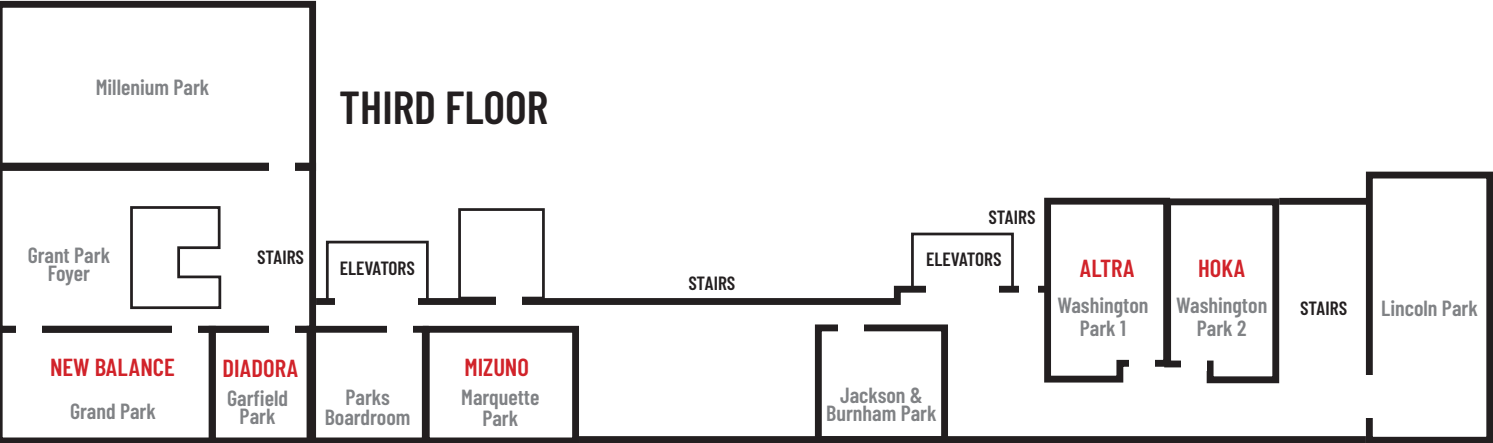 Millenium Park
THIRD FLOOR
Grant Park
Foyer
STAIRS
ELEVATORS
STAIRS
ELEVATORS
STAIRS
ALTRA
Washington
Park 1
HOKA
Washington
Park 2
STAIRS
Lincoln Park
NEW BALANCE
Grand Park
DIADORA
Garfield
Park
Parks
Boardroom
MIZUNO
Marquette
Park
Jackson &
Burnham Park